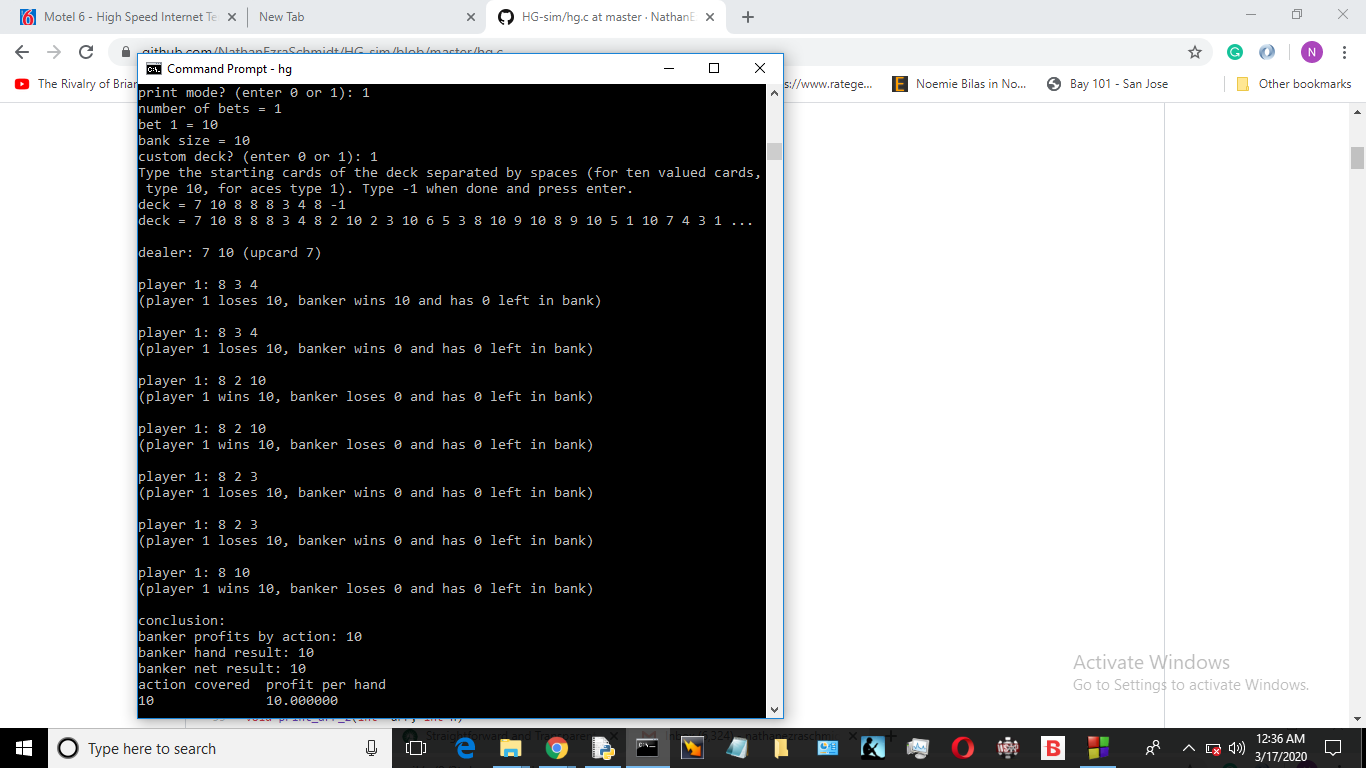 Motel 6 - High Speed Internet Te
New Tab
HG-sim/hg.c at master · NathanE
github.com/NathanEzraSchmidt/HG-sim/blob/master/hg.c
N
The Rivalry of Brian
s://www.ratege...
Noemie Bilas in No...
Bay 101 - San Jose
Other bookmarks
Command Prompt - hg
print mode? (enter 0 or 1): 1
number of bets = 1
bet 1 = 10
bank size = 10
custom deck? (enter 0 or 1): 1
Type the starting cards of the deck separated by spaces (for ten valued cards,
type 10, for aces type 1). Type -1 when done and press enter.
deck = 7 10 8 8 8 3 4 8 -1
deck = 7 10 8 8 8 3 4 8 2 10 2 3 10 6 5 3 8 10 9 10 8 9 10 5 1 10 7 4 3 1 ...
dealer: 7 10 (upcard 7)
player 1: 8 3 4
(player 1 loses 10, banker wins 10 and has 0 left in bank)
player 1: 8 3 4
(player 1 loses 10, banker wins 0 and has 0 left in bank)
player 1: 8 2 10
(player 1 wins 10, banker loses 0 and has 0 left in bank)
player 1: 8 2 10
(player 1 wins 10, banker loses 0 and has 0 left in bank)
player 1: 8 2 3
(player 1 loses 10, banker wins 0 and has 0 left in bank)
player 1: 8 2 3
(player 1 loses 10, banker wins 0 and has 0 left in bank)
player 1: 8 10
(player 1 wins 10, banker loses 0 and has 0 left in bank)
conclusion:
banker profits by action: 10
banker hand result: 10
banker net result: 10
action covered profit per hand
10 10.000000
Activate Windows
Go to Settings to activate Windows.
Type here to search
12:36 AM
3/17/2020